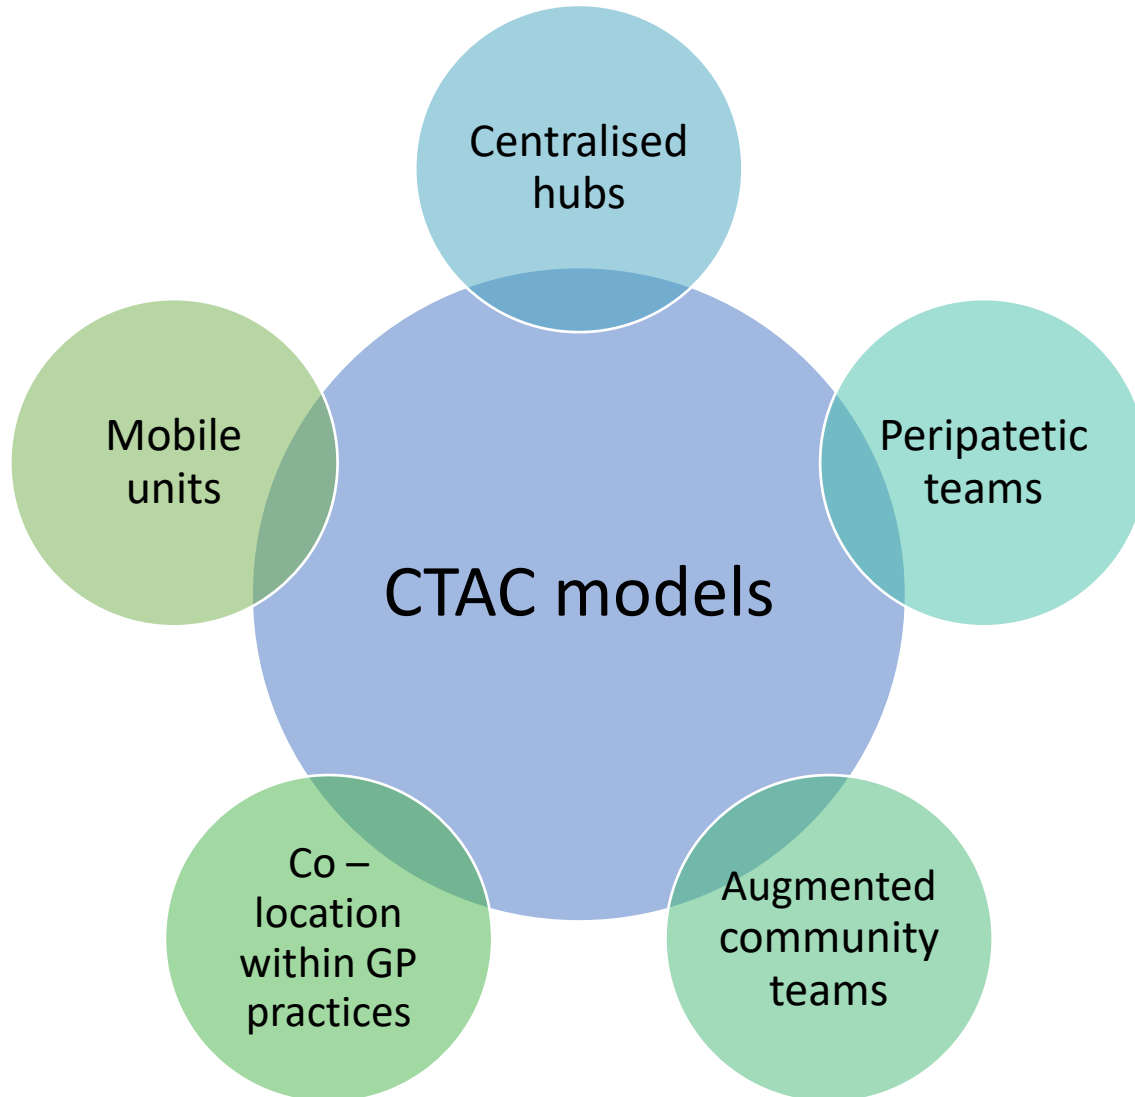 Centralised
hubs
Peripatetic
teams
Augmented
community
teams
Co –
location
within GP
practices
Mobile
units
CTAC models